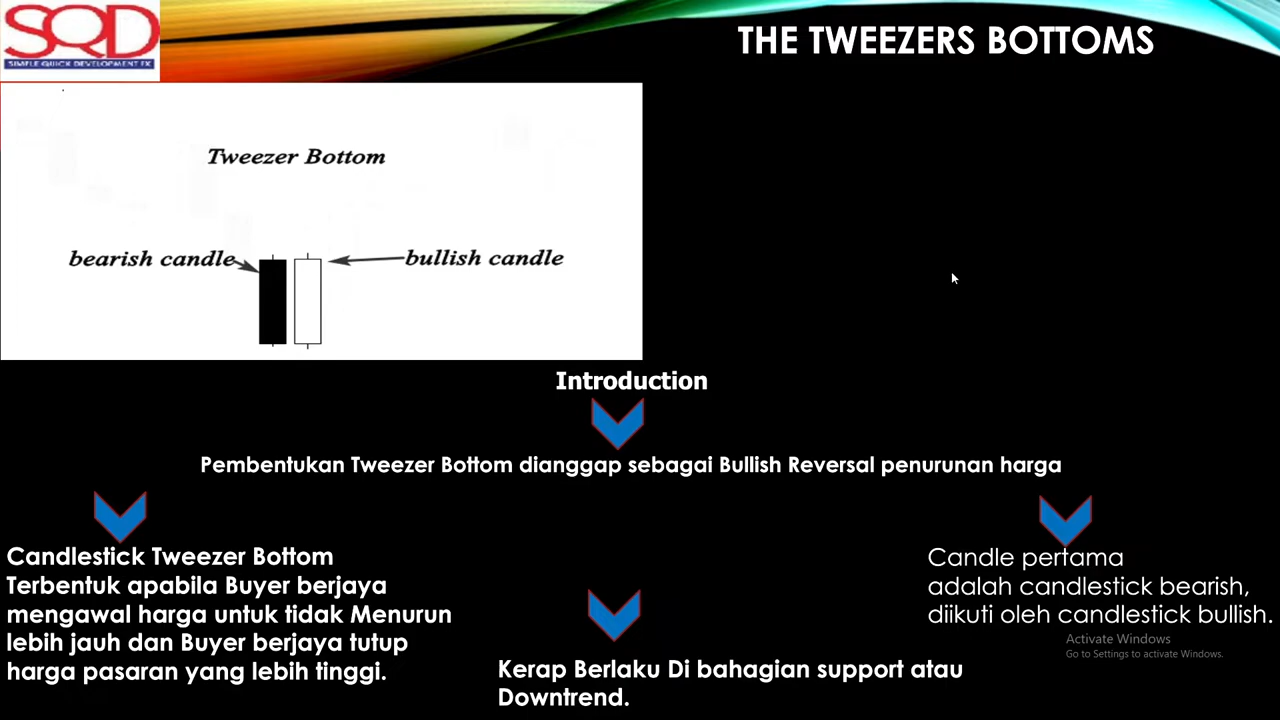 SQD
SIMPLE QUICK DEVELOPMENT FX
THE TWEEZERS BOTTOMS
Tweezer Bottom
bearish candle
bullish candle
Introduction
Pembentukan Tweezer Bottom dianggap sebagai Bullish Reversal penurunan harga
Candlestick Tweezer Bottom
Terbentuk apabila Buyer berjaya
mengawal harga untuk tidak Menurun
lebih jauh dan Buyer berjaya tutup
harga pasaran yang lebih tinggi.
Kerap Berlaku Di bahagian support atau
Downtrend.
Candle pertama
adalah candlestick bearish,
diikuti oleh candlestick bullish.
Activate Windows
Go to Settings to activate Windows.